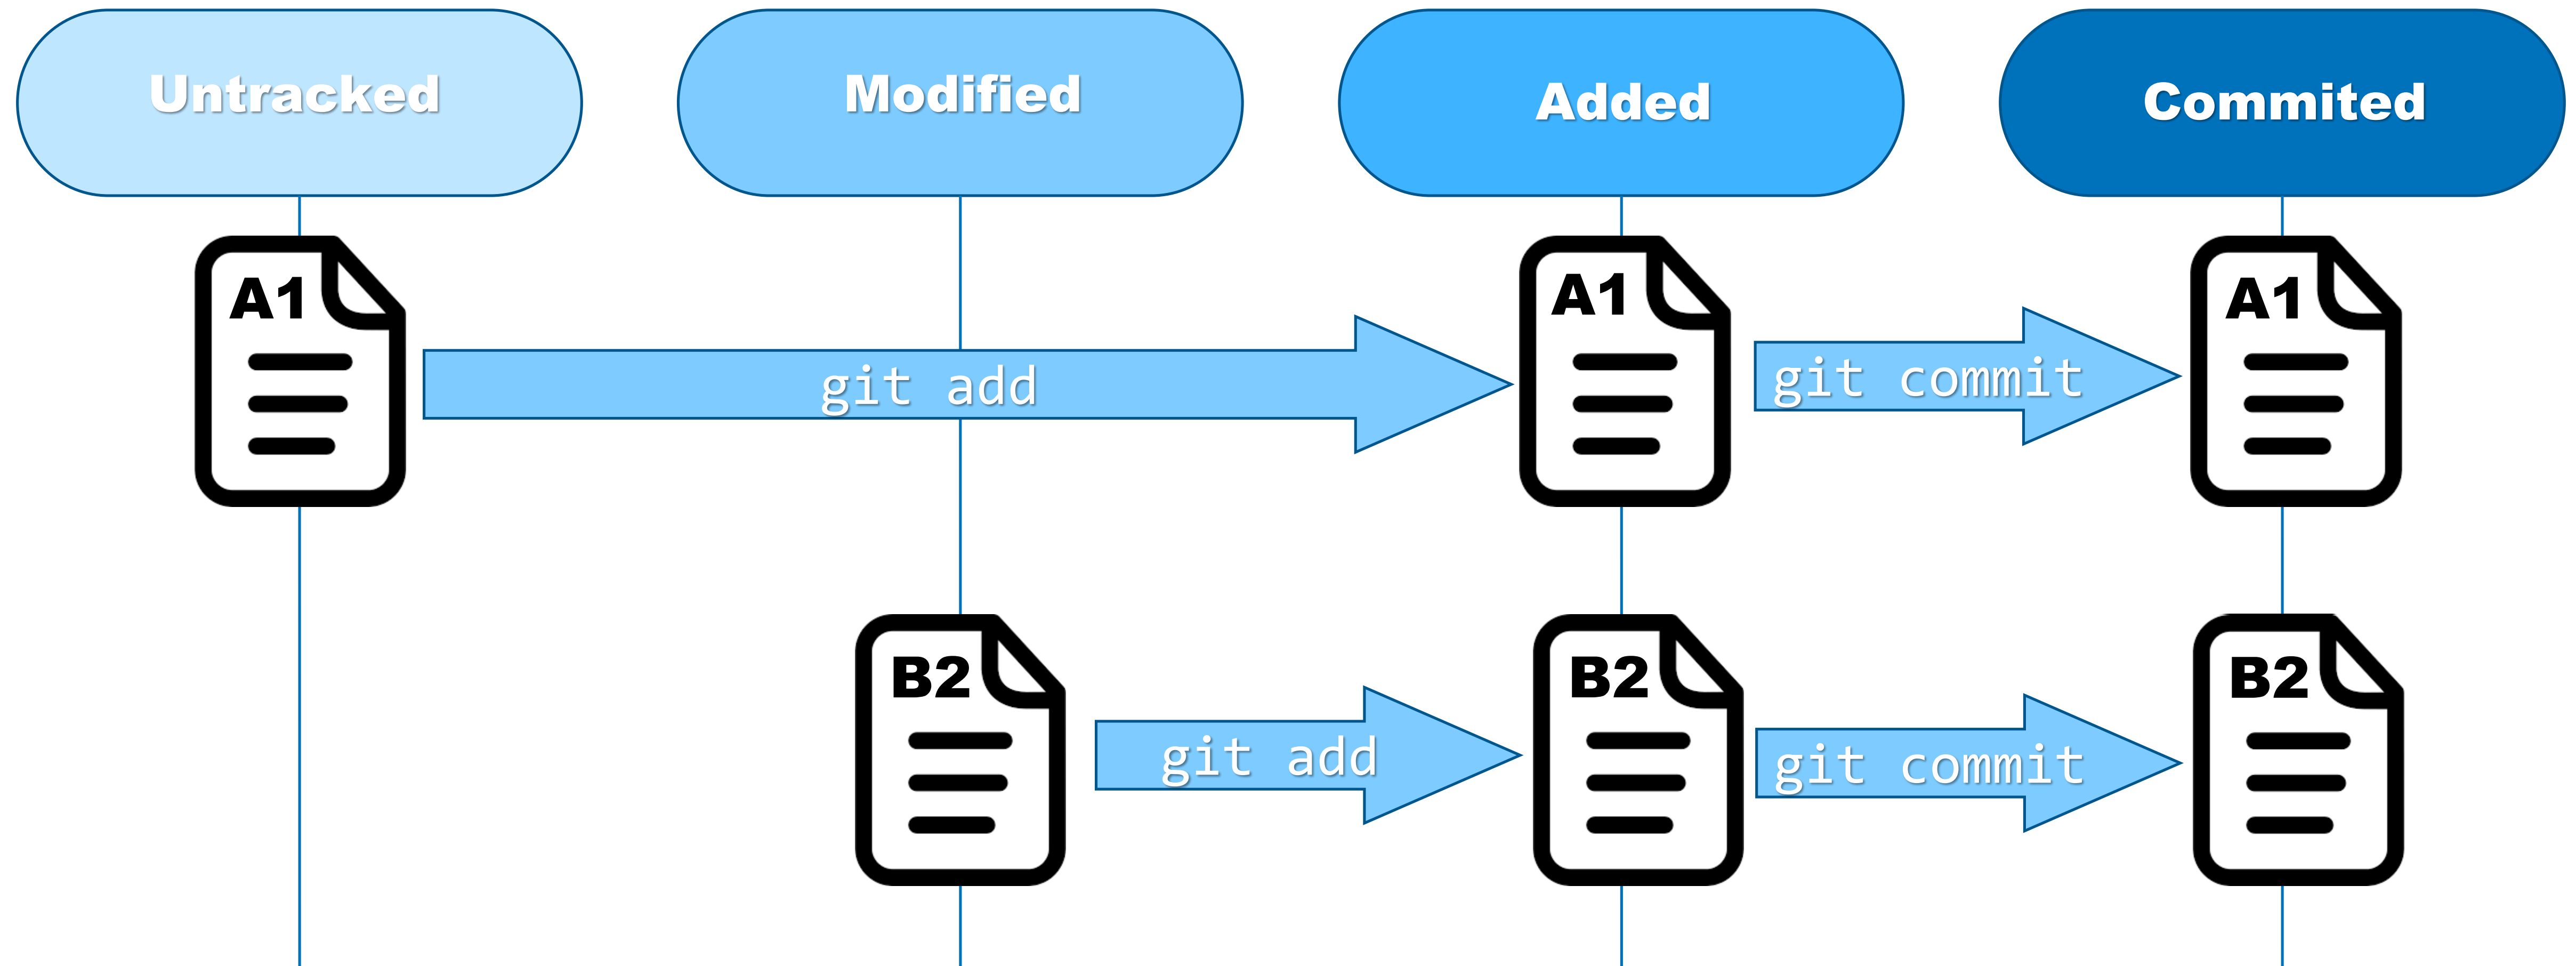 Untracked
Modified
Added
Commited
A1
A1
A1
git add
git commit
B2
B2
B2
git add
git commit